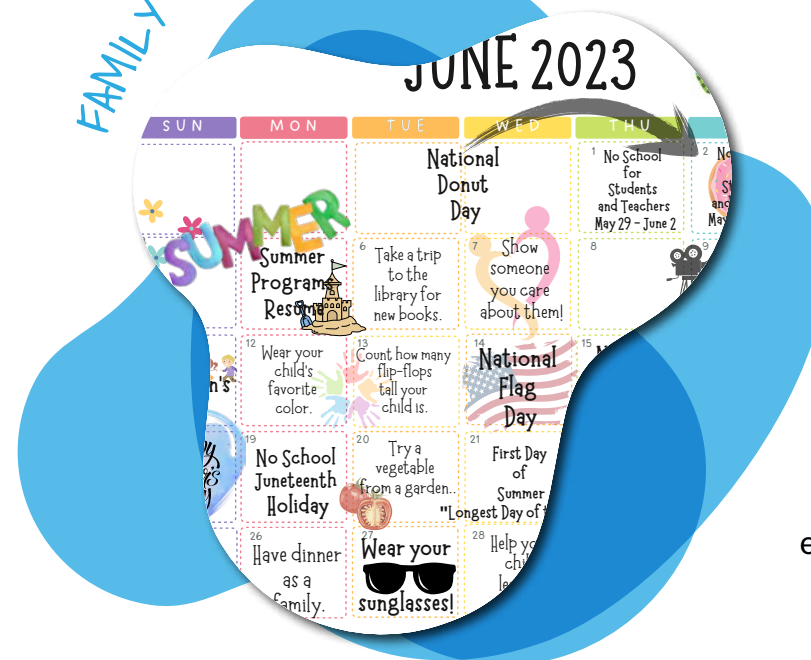 FAMILY
JUNE 2023
SUN MON TUE WED THU
National
Donut
Day
1
No School
for
Students
and Teachers
May 29 - June 2
2
SUMMER
Summer
Program
Resume
6
Take a trip
to the
library for
new books.
7
Show
someone
you care
about them!
8
9
12
Wear your
child's
favorite
color.
13
Count how many
flip-flops
tall your
child is.
14
National
Flag
Day
15
19
No School
Juneteenth
Holiday
20
Try a
vegetable
from a garden..
21
First Day
of
Summer
"Longest Day of
26
Have dinner
as a
family.
27
Wear your
sunglasses!
28
Help